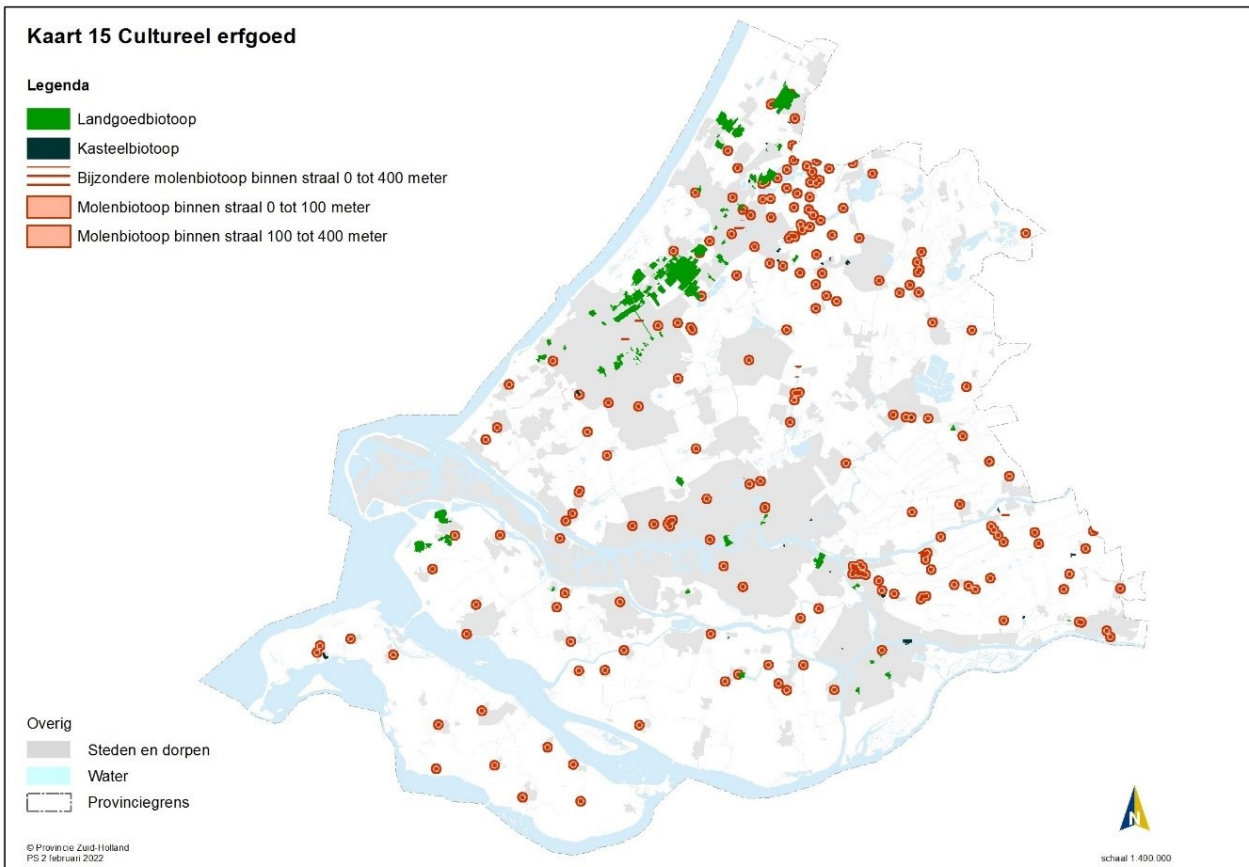 Kaart 15 Cultureel erfgoed
Legenda
Landgoedbiotoop
Kasteelbiotoop
Bijzondere molenbiotoop binnen straal 0 tot 400 meter
Molenbiotoop binnen straal 0 tot 100 meter
Molenbiotoop binnen straal 100 tot 400 meter
Overig
Steden en dorpen
Water
Provinciegrens
© Provincie Zuid-Holland
PS 2 februari 2022
N
schaal 1:400.000